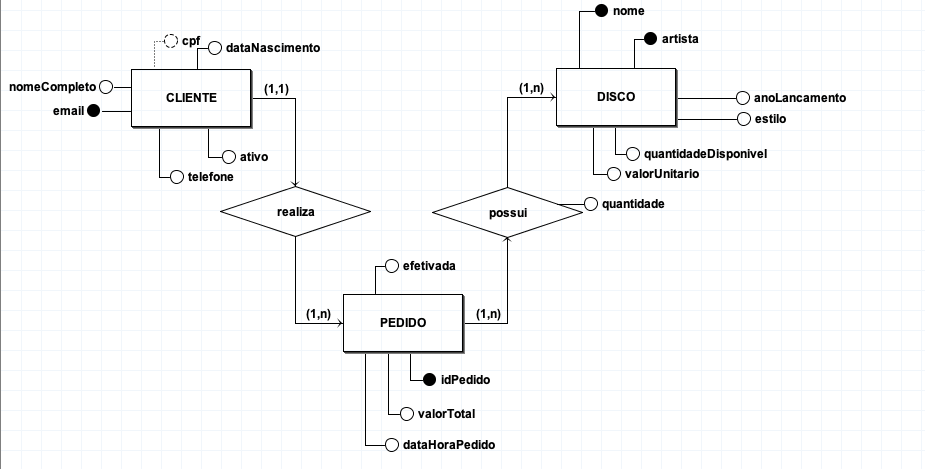 nome
cpf
artista
dataNascimento
nomeCompleto
CLIENTE
(1,1)
(1,n)
DISCO
anoLancamento
email
estilo
ativo
quantidadeDisponivel
telefone
valorUnitario
realiza
possui
quantidade
efetivada
(1,n)
PEDIDO
(1,n)
idPedido
valorTotal
dataHoraPedido